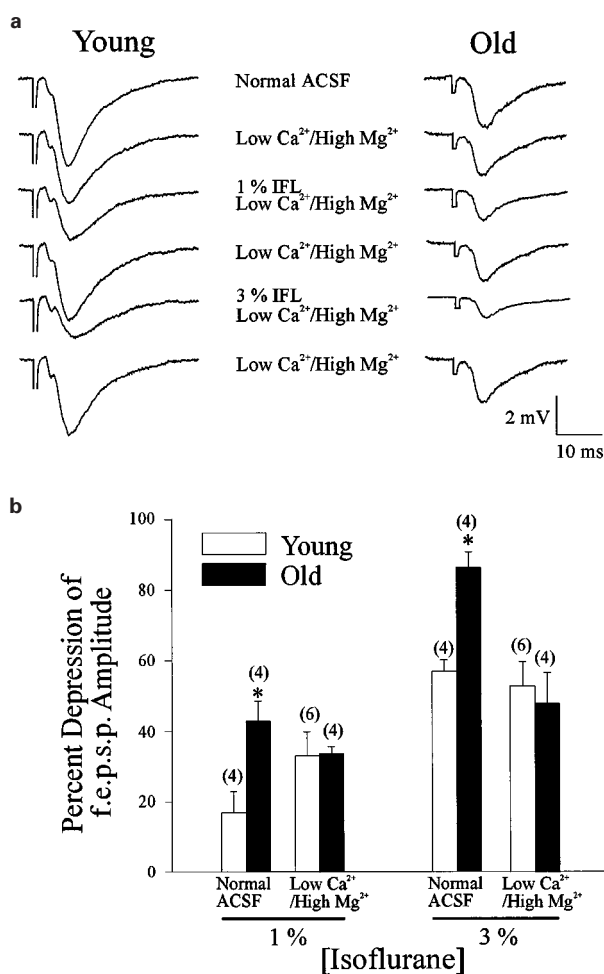 a
Young
Old
Normal ACSF
Low Ca²⁺/High Mg²⁺
1 % IFL
Low Ca²⁺/High Mg²⁺
Low Ca²⁺/High Mg²⁺
3 % IFL
Low Ca²⁺/High Mg²⁺
Low Ca²⁺/High Mg²⁺
2 mV
10 ms
b
Percent Depression of
f.e.p.s.p. Amplitude
100
80
60
40
20
0
Young
Old
(4)
(4)
*
(6)
(4)
(4)
(4)
*
(6)
(4)
Normal
ACSF
Low Ca²⁺
/High Mg²⁺
Normal
ACSF
Low Ca²⁺
/High Mg²⁺
1 %
3 %
[Isoflurane]